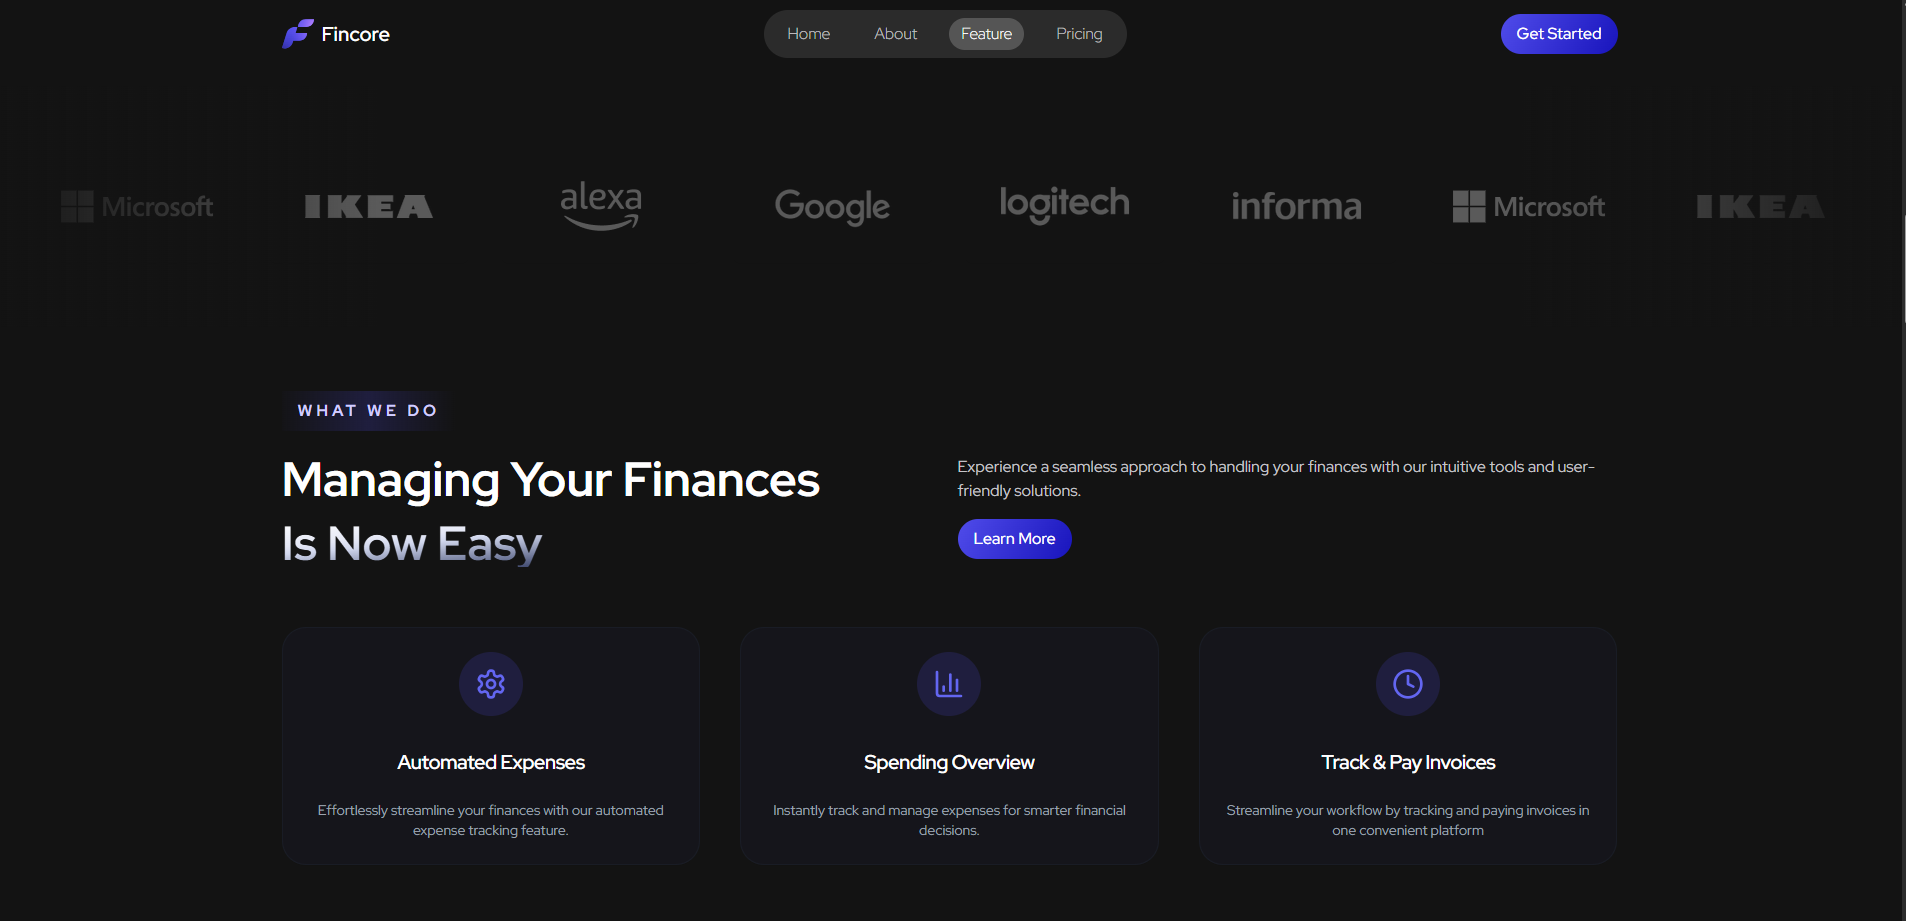 Fincore
Home About Feature Pricing
Get Started
Microsoft IKEA alexa Google logitech informa Microsoft IKEA
WHAT WE DO
Managing Your Finances
Is Now Easy
Experience a seamless approach to handling your finances with our intuitive tools and user-
friendly solutions.
Learn More
Automated Expenses
Effortlessly streamline your finances with our automated
expense tracking feature.
Spending Overview
Instantly track and manage expenses for smarter financial
decisions.
Track & Pay Invoices
Streamline your workflow by tracking and paying invoices in
one convenient platform